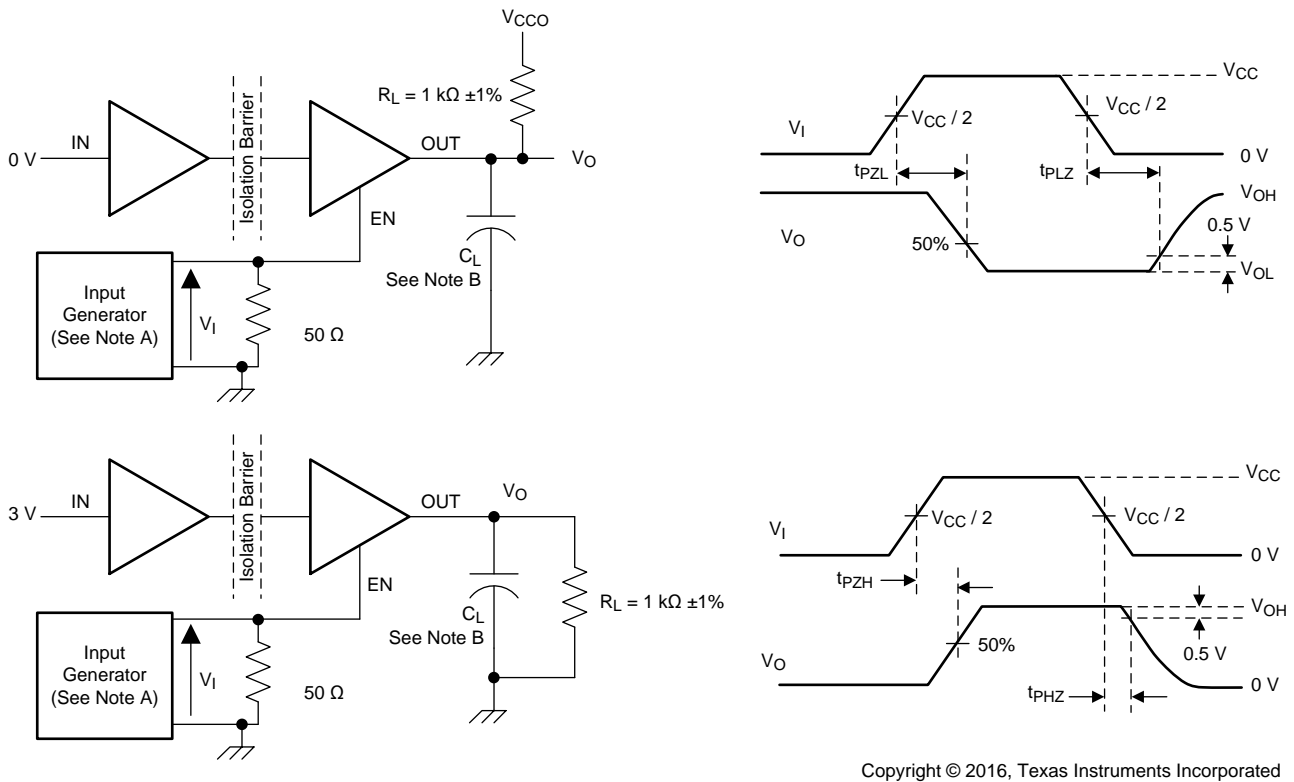 VCCO
RL = 1 kΩ ±1%
0 V
IN
Isolation Barrier
OUT
VO
EN
CL
See Note B
Input
Generator
(See Note A)
VI
50 Ω
VCC
VCC / 2
VCC / 2
VI
0 V
tPZL
tPLZ
VOH
0.5 V
VO
50%
VOL
3 V
IN
Isolation Barrier
OUT
VO
EN
CL
See Note B
RL = 1 kΩ ±1%
Input
Generator
(See Note A)
VI
50 Ω
VCC
VCC / 2
VCC / 2
VI
0 V
tPZH
VOH
50%
0.5 V
VO
0 V
tPHZ
Copyright © 2016, Texas Instruments Incorporated